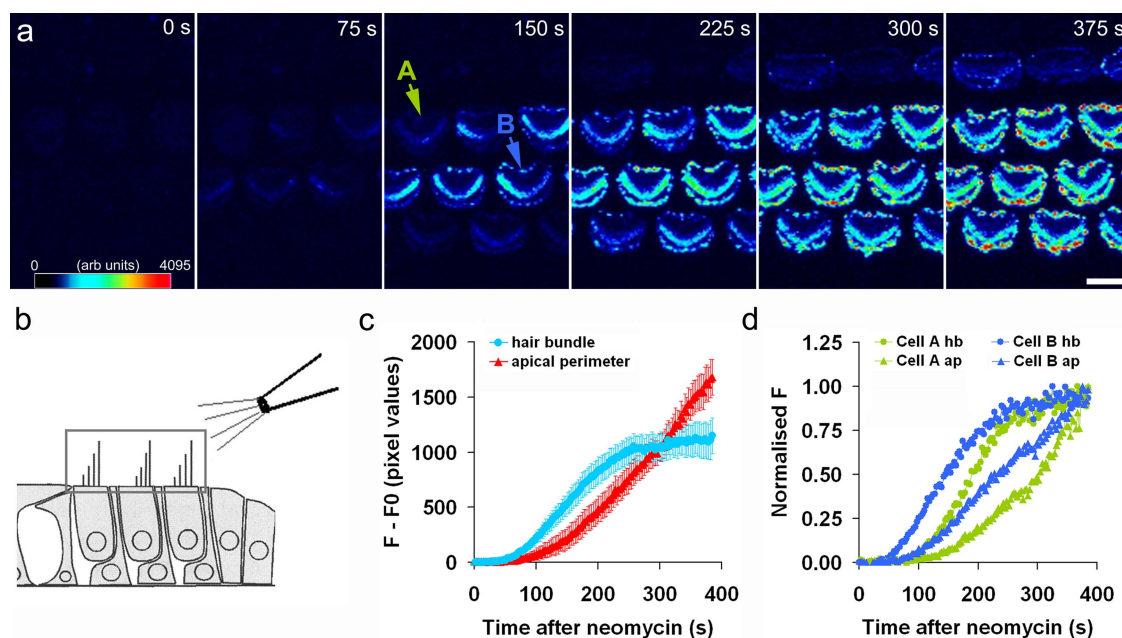 a
0 s
75 s
150 s
225 s
300 s
375 s
A
B
0 (arb units) 4095
b
c
hair bundle
apical perimeter
2000
1500
1000
500
0
F - F0 (pixel values)
0 100 200 300 400
Time after neomycin (s)
d
Cell A hb Cell B hb
Cell A ap Cell B ap
1.25
1.00
0.75
0.50
0.25
0.00
Normalised F
0 100 200 300 400
Time after neomycin (s)